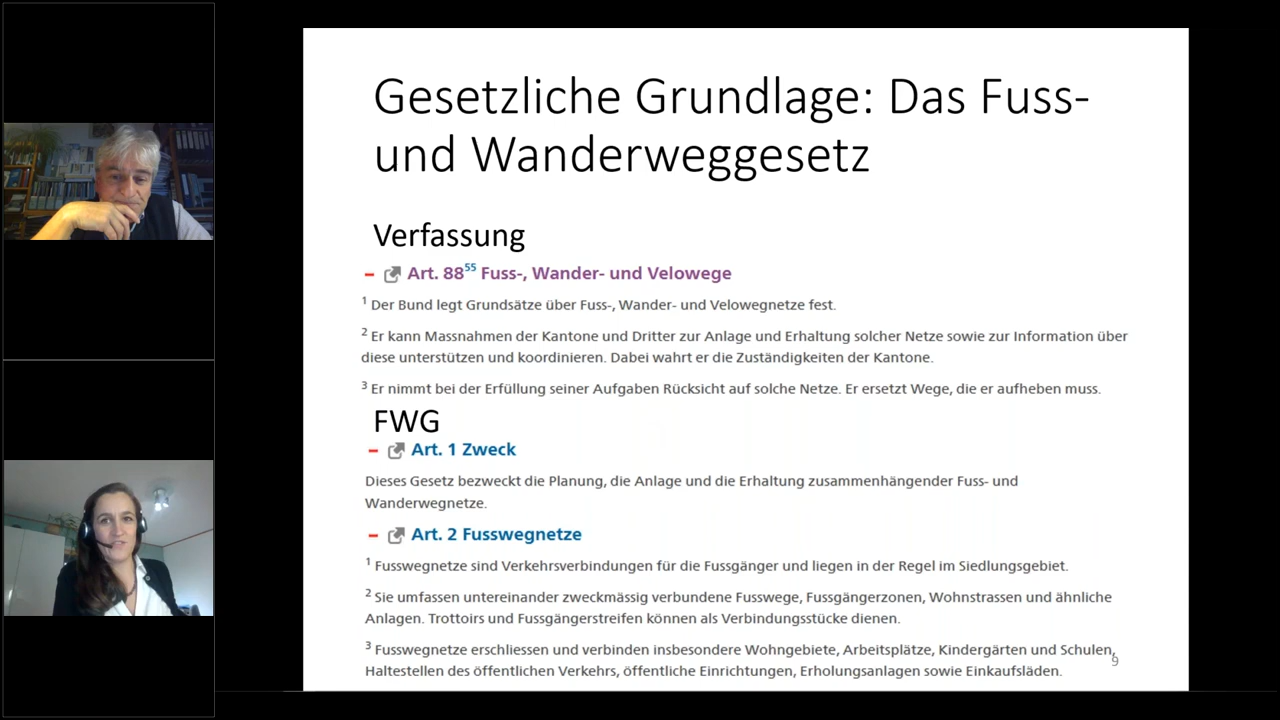 Gesetzliche Grundlage: Das Fuss-
und Wanderweggesetz
Verfassung
– Art. 88⁵⁵ Fuss-, Wander- und Velowege
¹ Der Bund legt Grundsätze über Fuss-, Wander- und Velowegnetze fest.
² Er kann Massnahmen der Kantone und Dritter zur Anlage und Erhaltung solcher Netze sowie zur Information über
diese unterstützen und koordinieren. Dabei wahrt er die Zuständigkeiten der Kantone.
³ Er nimmt bei der Erfüllung seiner Aufgaben Rücksicht auf solche Netze. Er ersetzt Wege, die er aufheben muss.
FWG
– Art. 1 Zweck
Dieses Gesetz bezweckt die Planung, die Anlage und die Erhaltung zusammenhängender Fuss- und
Wanderwegnetze.
– Art. 2 Fusswegnetze
¹ Fusswegnetze sind Verkehrsverbindungen für die Fussgänger und liegen in der Regel im Siedlungsgebiet.
² Sie umfassen untereinander zweckmässig verbundene Fusswege, Fussgängerzonen, Wohnstrassen und ähnliche
Anlagen. Trottoirs und Fussgängerstreifen können als Verbindungsstücke dienen.
³ Fusswegnetze erschliessen und verbinden insbesondere Wohngebiete, Arbeitsplätze, Kindergärten und Schulen,
Haltestellen des öffentlichen Verkehrs, öffentliche Einrichtungen, Erholungsanlagen sowie Einkaufsläden.
9